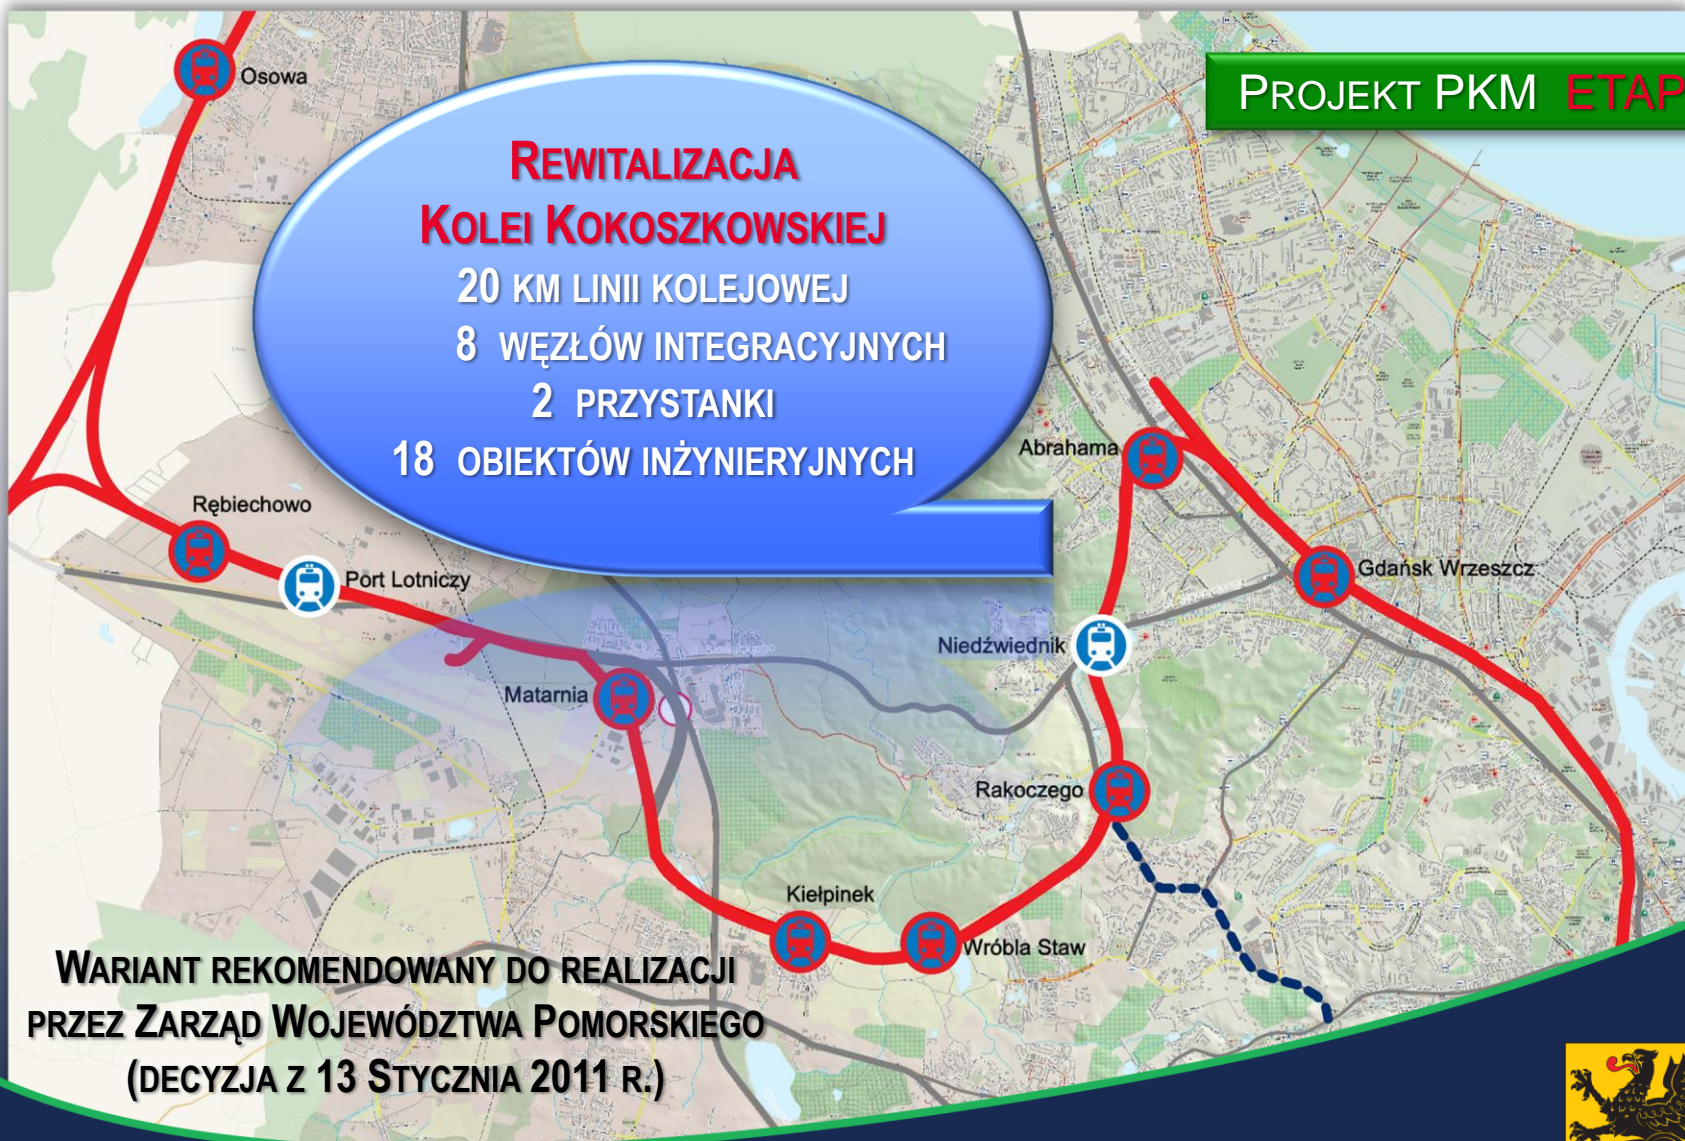 Osowa
PROJEKT PKM ETAP
REWITALIZACJA
KOLEI KOKOSZKOWSKIEJ
20 KM LINII KOLEJOWEJ
8 WĘZŁÓW INTEGRACYJNYCH
2 PRZYSTANKI
18 OBIEKTÓW INŻYNIERYJNYCH
Abrahama
Rębiechowo
Port Lotniczy
Gdańsk Wrzeszcz
Niedźwiednik
ul. Słowackiego
Matarnia
Rakoczego
Kiełpinek
Wróbla Staw
WARIANT REKOMENDOWANY DO REALIZACJI
PRZEZ ZARZĄD WOJEWÓDZTWA POMORSKIEGO
(DECYZJA Z 13 STYCZNIA 2011 R.)